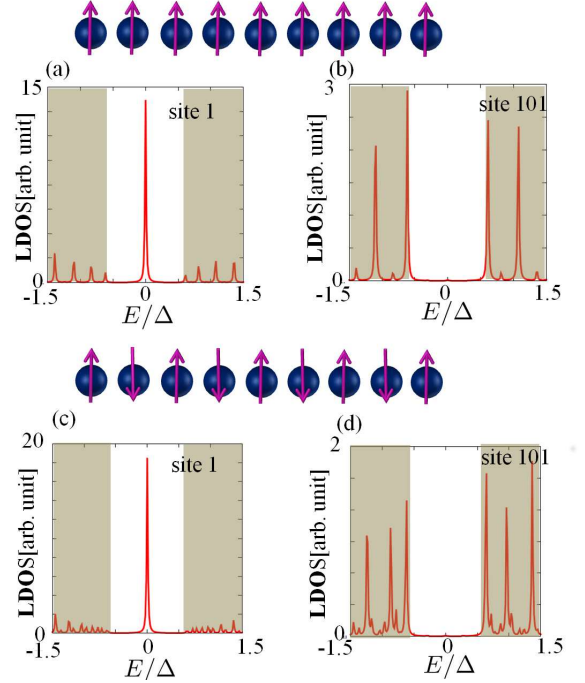 (a)
(b)
15
site 1
LDOS[arb. unit]
0
-1.5
0
1.5
E/Δ
3
site 101
LDOS[arb. unit]
0
-1.5
0
1.5
E/Δ
(c)
(d)
20
site 1
LDOS[arb. unit]
0
-1.5
0
1.5
E/Δ
2
site 101
LDOS[arb. unit]
0
-1.5
0
1.5
E/Δ